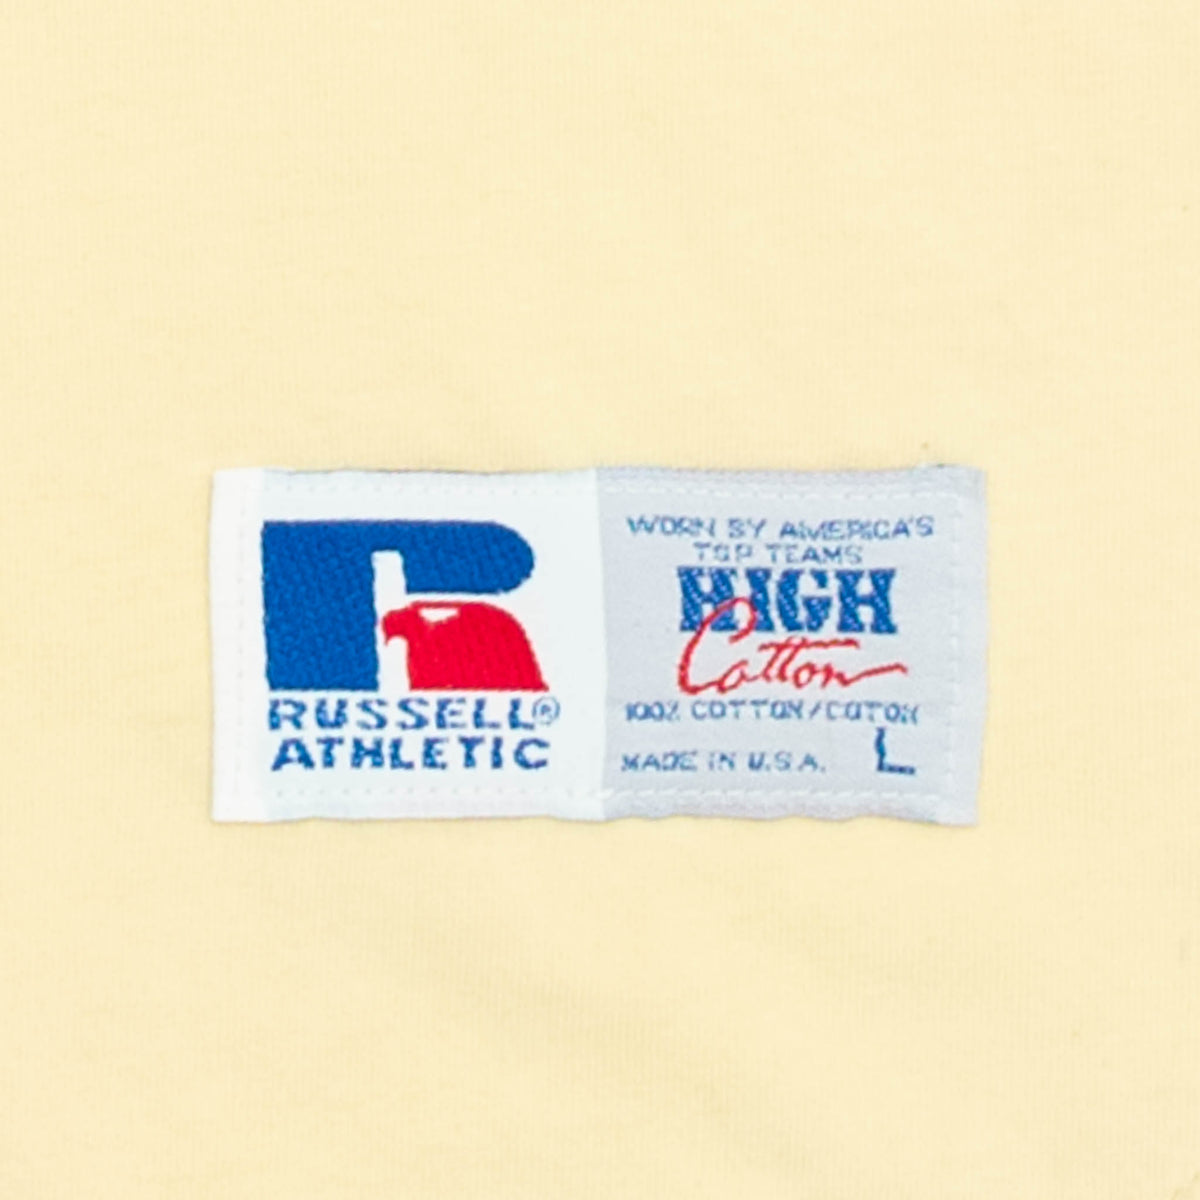 RUSSELL®
ATHLETIC
WORN BY AMERICA'S
TOP TEAMS
HIGH
Cotton
100% COTTON/COTON
MADE IN U.S.A. L